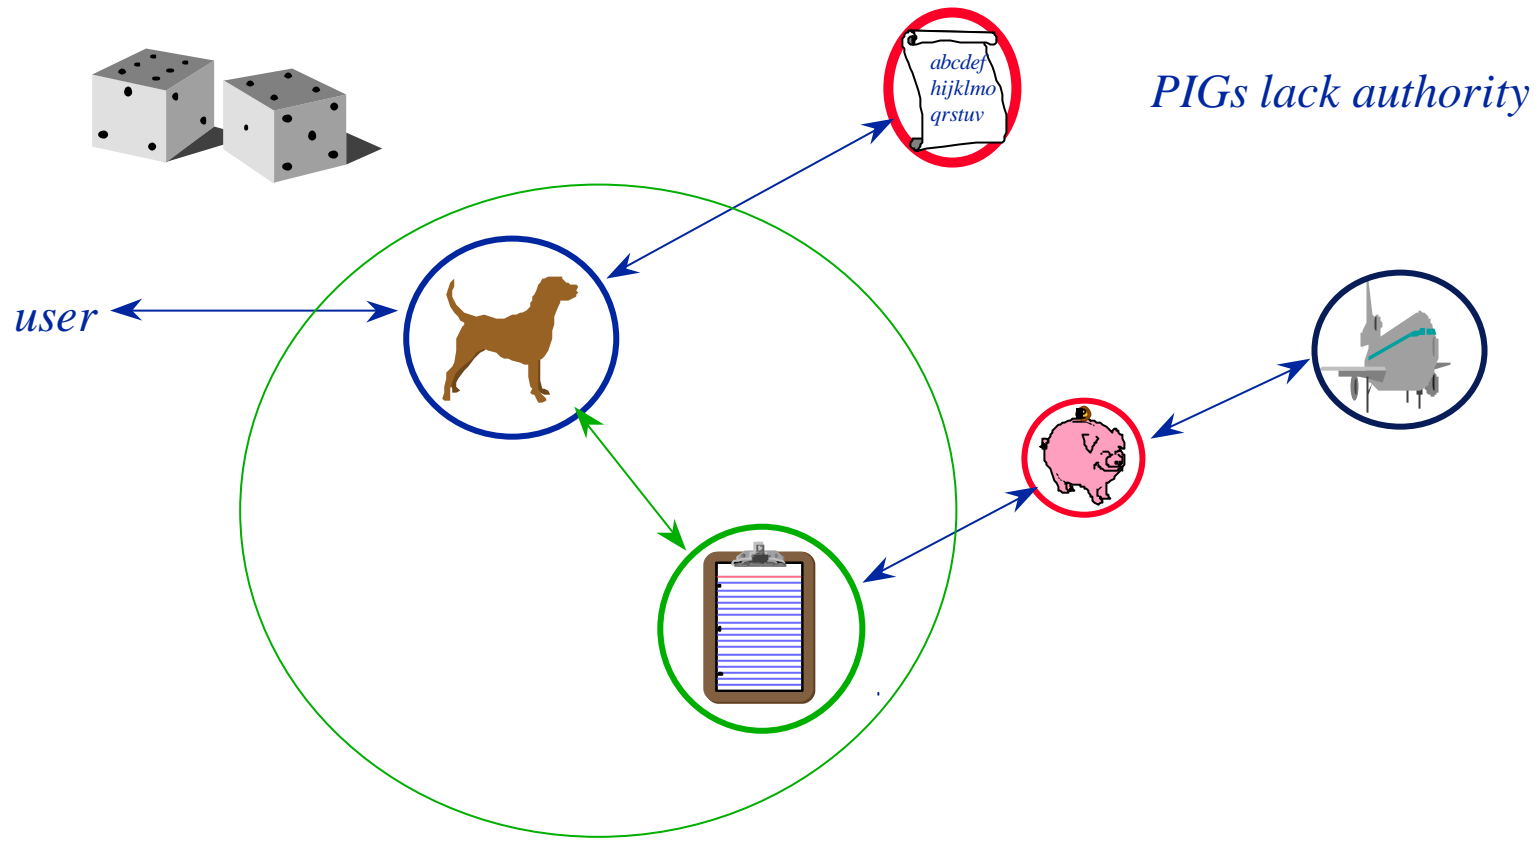 abcdef
hijklmo
qrstuv
PIGs lack authority
user